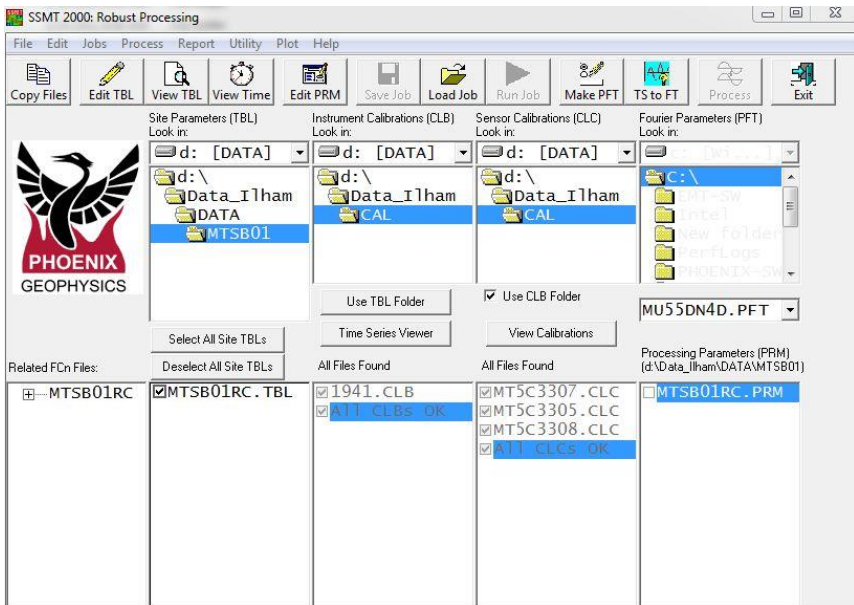 SSMT 2000: Robust Processing
File Edit Jobs Process Report Utility Plot Help
Copy Files Edit TBL View TBL View Time Edit PRM Save Job Load Job Run Job Make PFT TS to FT Process Exit
Site Parameters (TBL) Instrument Calibrations (CLB) Sensor Calibrations (CLC) Fourier Parameters (PFT)
Look in: Look in: Look in: Look in:
d: [DATA] d: [DATA] d: [DATA] c:
d:\ d:\ d:\ C:\
Data_Ilham Data_Ilham Data_Ilham EMT-SW
DATA CAL CAL Intel
MTSB01 New folder
PerfLogs
PHOENIX-SW
PHOENIX
GEOPHYSICS
Use TBL Folder Use CLB Folder MU55DN4D.PFT
Select All Site TBLs Time Series Viewer View Calibrations
Processing Parameters (PRM)
Related FCn Files: Deselect All Site TBLs All Files Found All Files Found (d:\Data_Ilham\DATA\MTSB01)
MTSB01RC MTSB01RC.TBL 1941.CLB MT5C3307.CLC MTSB01RC.PRM
All CLBs OK MT5C3305.CLC
MT5C3308.CLC
All CLCs OK